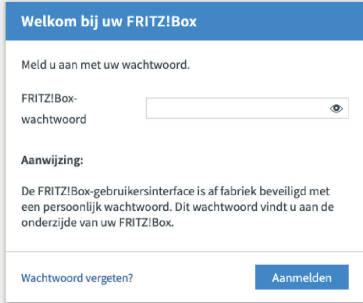 Welkom bij uw FRITZ!Box
Meld u aan met uw wachtwoord.
FRITZ!Box-
wachtwoord
Aanwijzing:
De FRITZ!Box-gebruikersinterface is af fabriek beveiligd met
een persoonlijk wachtwoord. Dit wachtwoord vindt u aan de
onderzijde van uw FRITZ!Box.
Wachtwoord vergeten?
Aanmelden